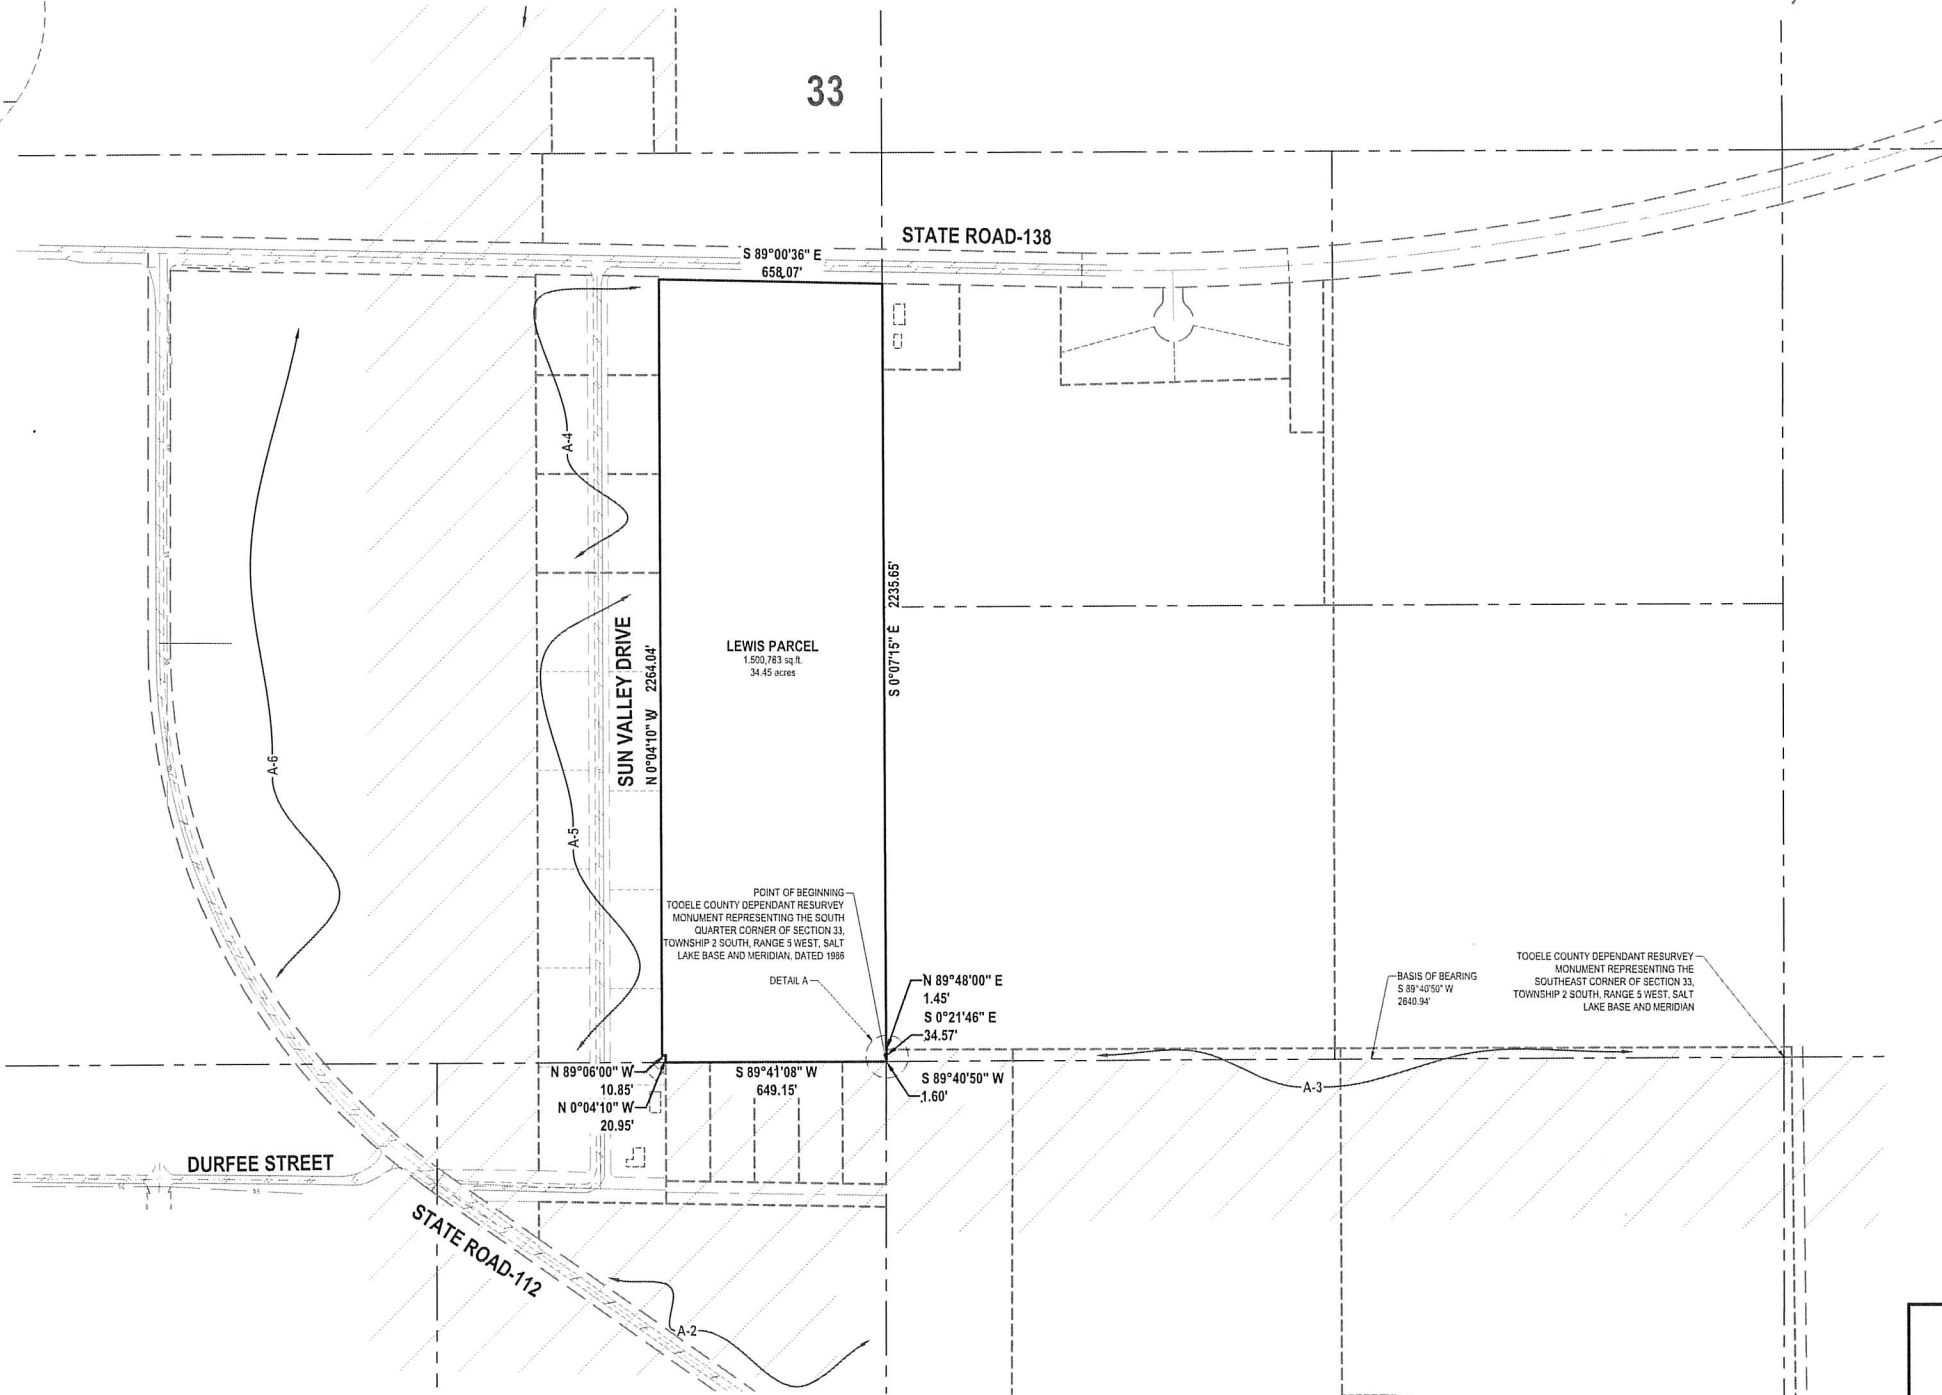 33
STATE ROAD-138
S 89°00'36" E
658.07'
A-4
SUN VALLEY DRIVE
N 0°04'10" W 2264.04'
LEWIS PARCEL
1,500,783 sq.ft.
34.45 acres
S 0°07'15" E 2235.65'
A-6
A-5
POINT OF BEGINNING
TOOELE COUNTY DEPENDANT RESURVEY
MONUMENT REPRESENTING THE SOUTH
QUARTER CORNER OF SECTION 33,
TOWNSHIP 2 SOUTH, RANGE 5 WEST, SALT
LAKE BASE AND MERIDIAN, DATED 1986
DETAIL A
N 89°48'00" E
1.45'
S 0°21'46" E
34.57'
BASIS OF BEARING
S 89°40'50" W
2640.94'
TOOELE COUNTY DEPENDANT RESURVEY
MONUMENT REPRESENTING THE
SOUTHEAST CORNER OF SECTION 33,
TOWNSHIP 2 SOUTH, RANGE 5 WEST, SALT
LAKE BASE AND MERIDIAN
N 89°06'00" W
10.85'
N 0°04'10" W
20.95'
S 89°41'08" W
649.15'
S 89°40'50" W
1.60'
A-3
DURFEE STREET
STATE ROAD-112
A-2